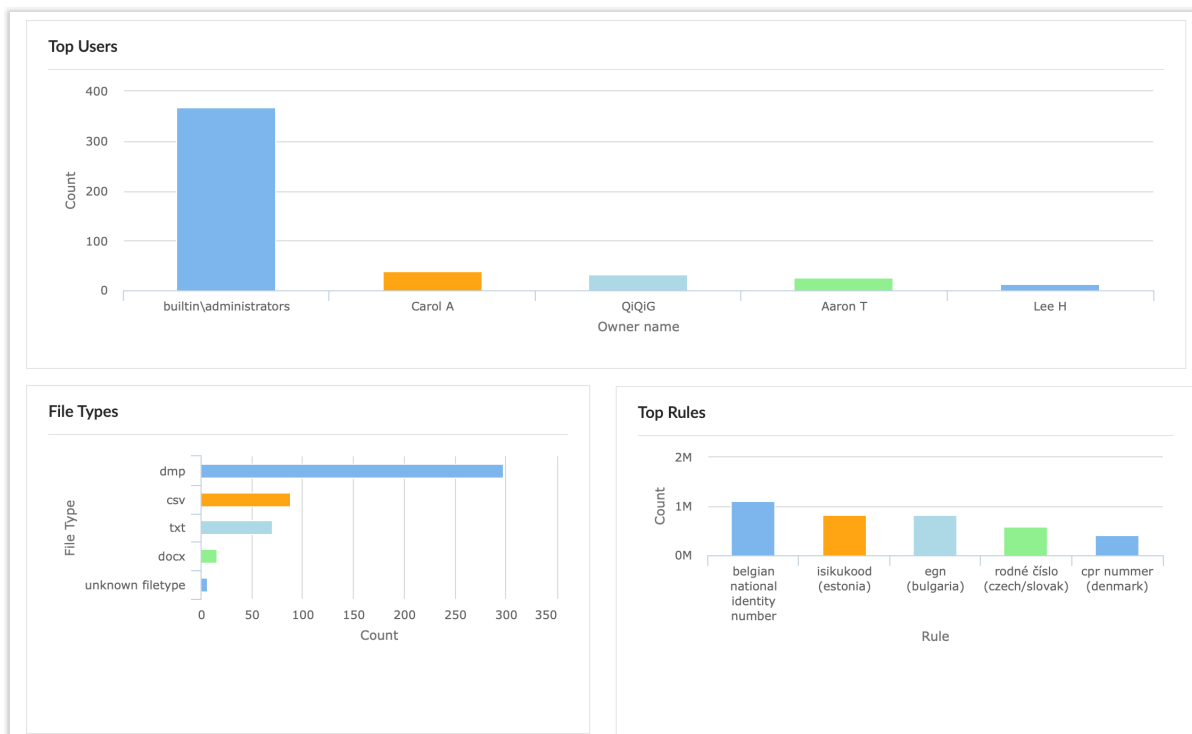 Top Users
400
300
200
100
0
Count
builtin\administrators
Carol A
QiQiG
Aaron T
Lee H
Owner name
File Types
dmp
csv
txt
docx
unknown filetype
File Type
0 50 100 150 200 250 300 350
Count
Top Rules
2M
1M
0M
Count
belgian
national
identity
number
isikukood
(estonia)
egn
(bulgaria)
rodné číslo
(czech/slovak)
cpr nummer
(denmark)
Rule